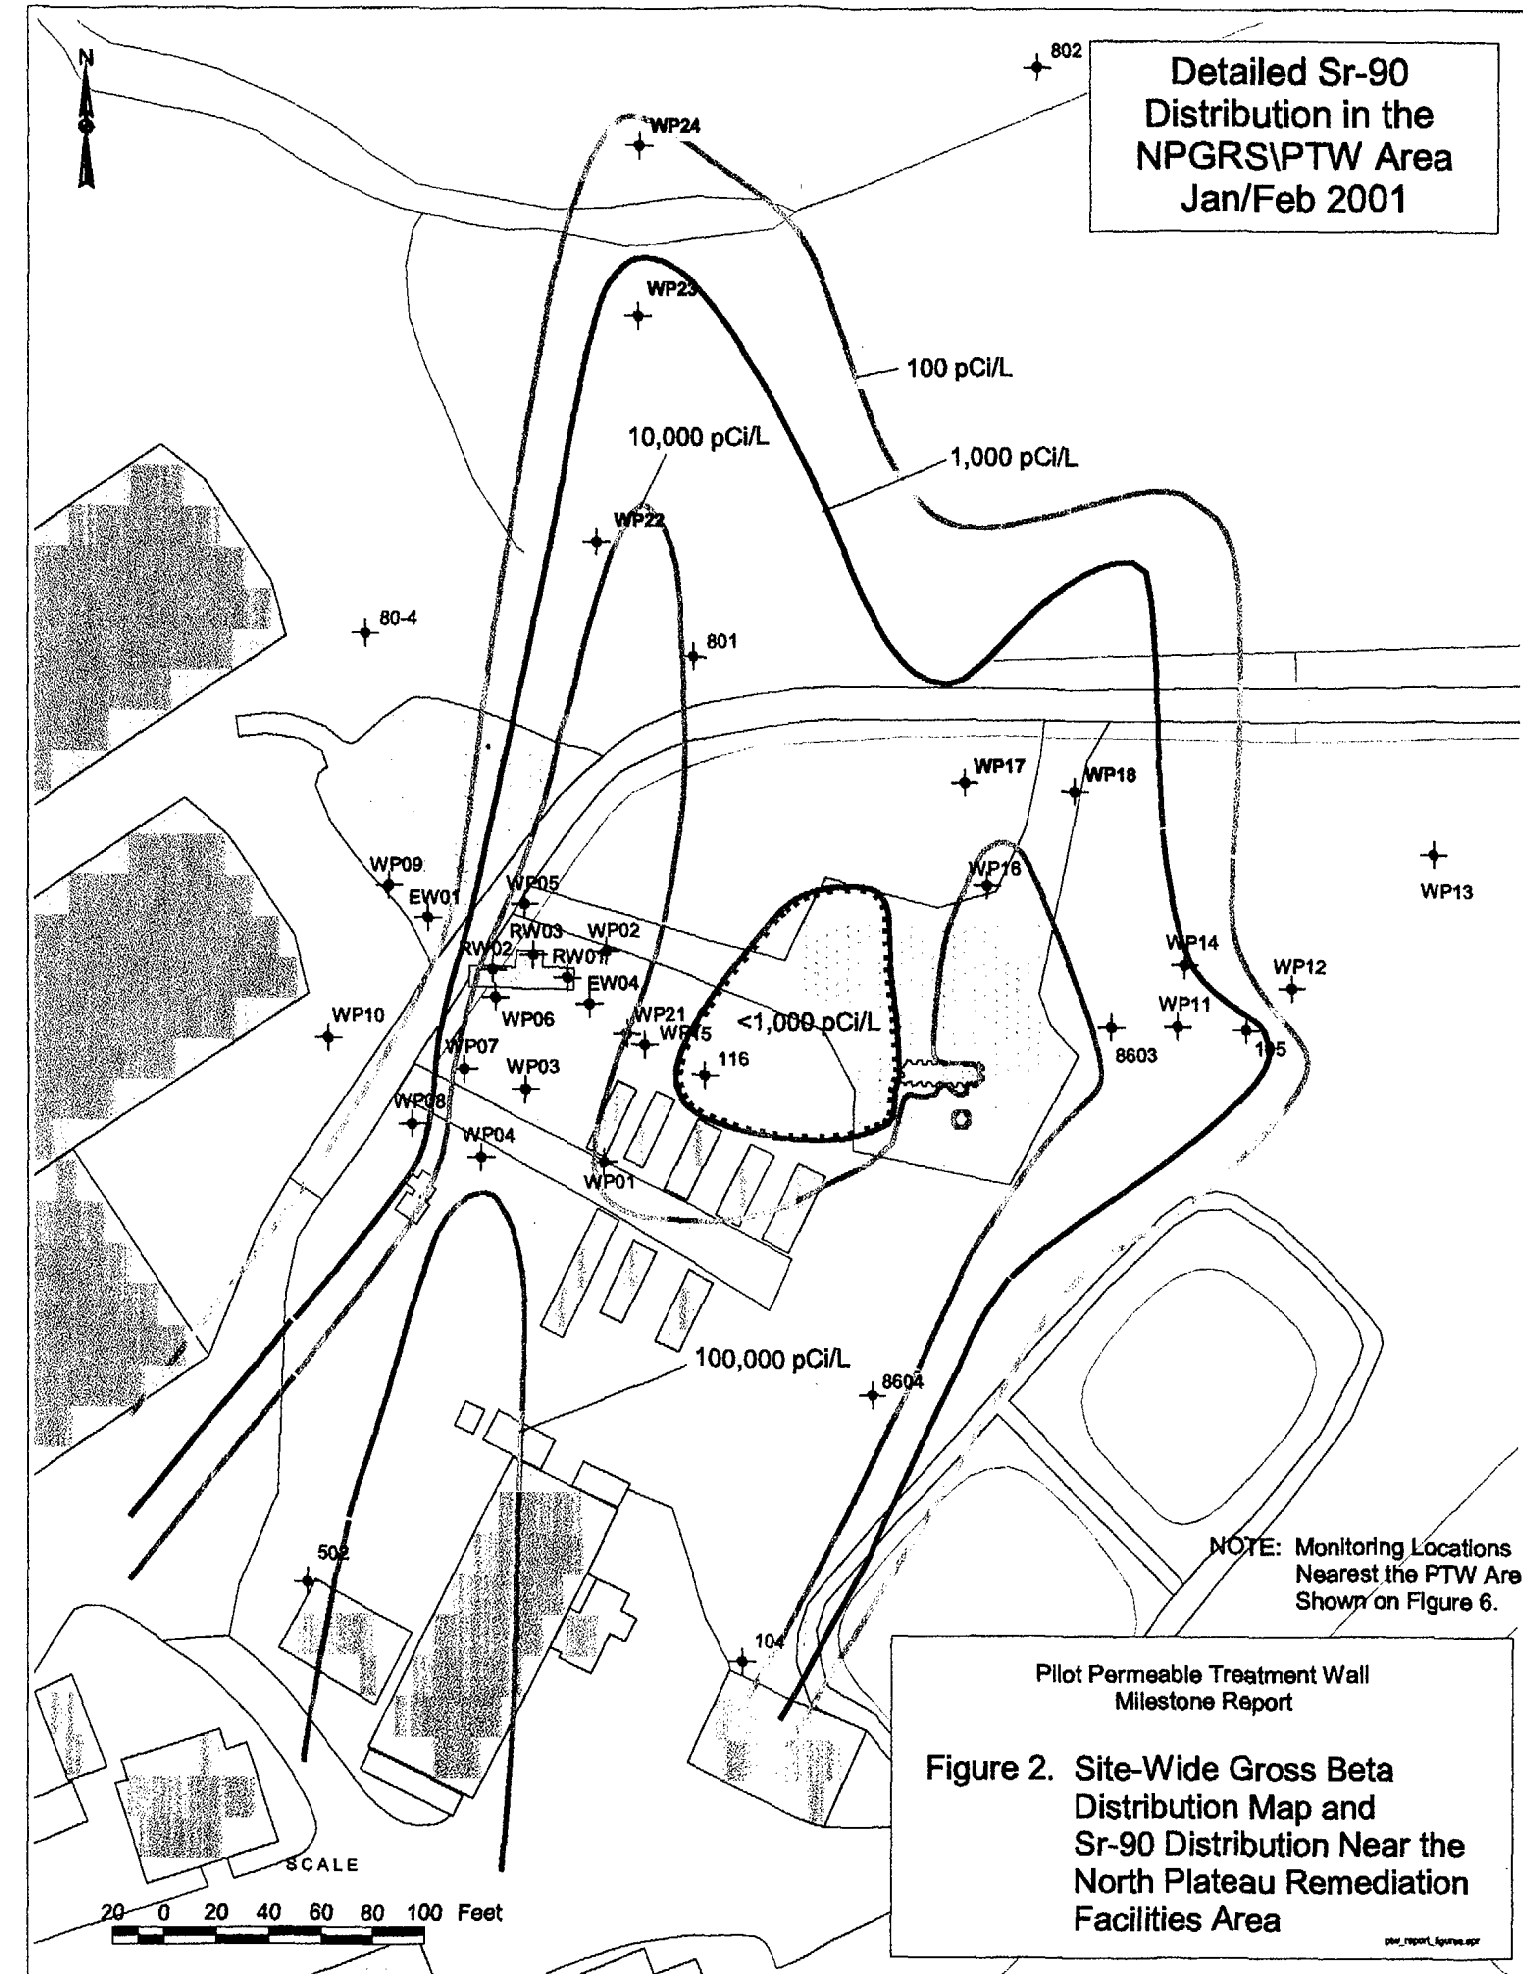 N
802
Detailed Sr-90
Distribution in the
NPGRS\PTW Area
Jan/Feb 2001
WP24
WP23
100 pCi/L
10,000 pCi/L
1,000 pCi/L
WP22
80-4
801
WP17
WP18
WP09
WP16
WP13
EW01
WP05
RW03
WP02
WP14
RW02
RW01
WP12
EW04
WP10
WP06
WP21
<1,000 pCi/L
WP11
WP15
8603
105
WP07
WP03
116
WP08
WP04
WP01
100,000 pCi/L
8604
502
NOTE: Monitoring Locations
Nearest the PTW Are
Shown on Figure 6.
104
Pilot Permeable Treatment Wall
Milestone Report
Figure 2. Site-Wide Gross Beta
Distribution Map and
Sr-90 Distribution Near the
North Plateau Remediation
Facilities Area
ptw_report_figures.apr
SCALE
20 0 20 40 60 80 100 Feet